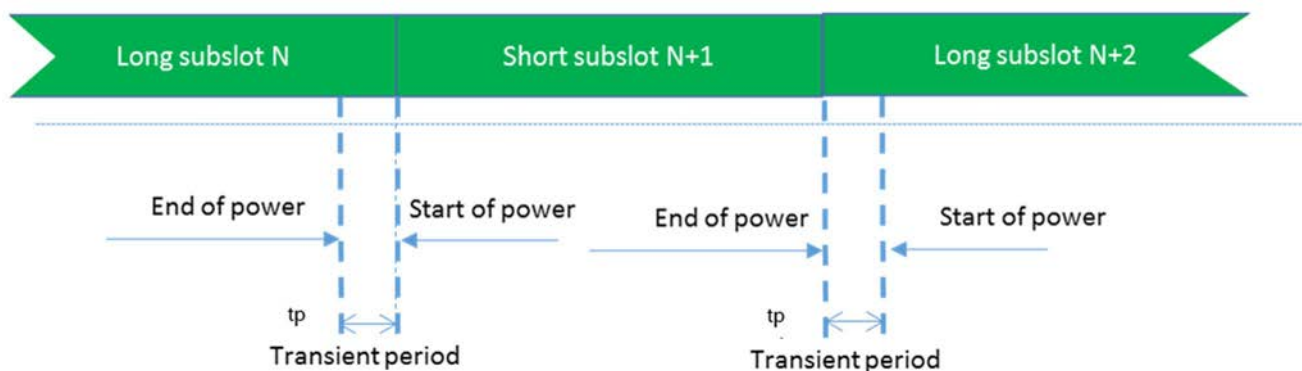 Long subslot N
Short subslot N+1
Long subslot N+2
End of power
Start of power
End of power
Start of power
tp
Transient period
tp
Transient period